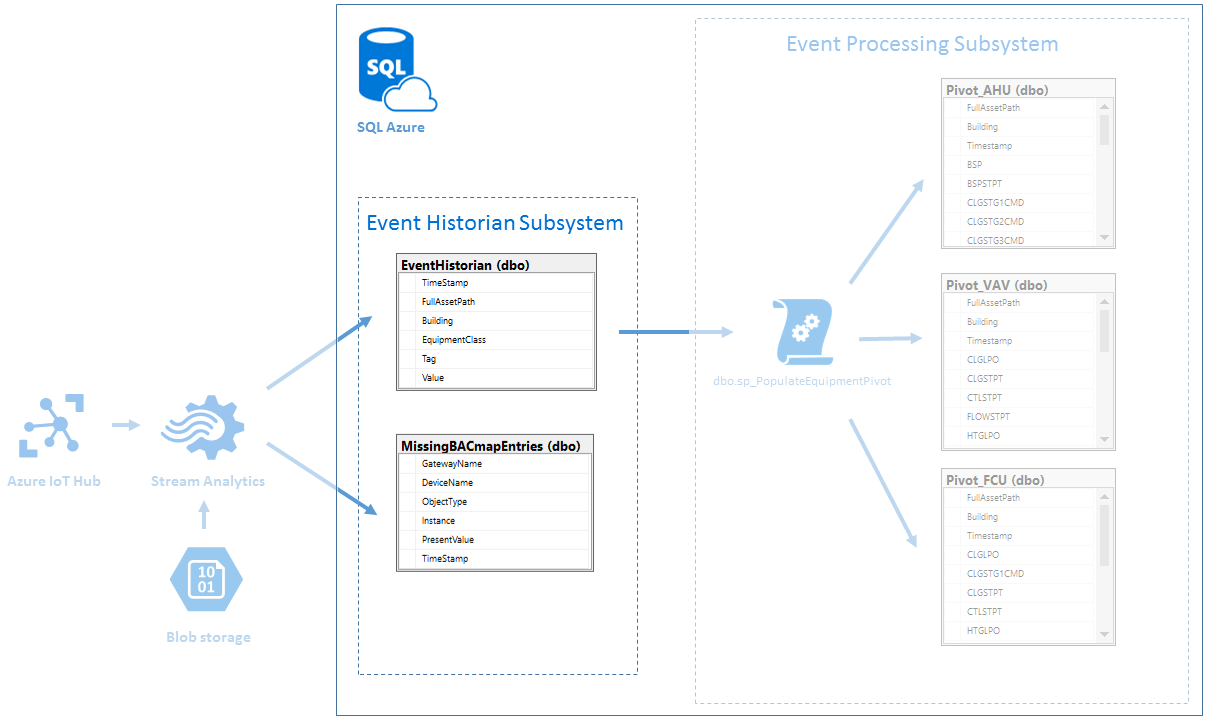 SQL
SQL Azure
Event Processing Subsystem
Event Historian Subsystem
EventHistorian (dbo)
TimeStamp
FullAssetPath
Building
EquipmentClass
Tag
Value
MissingBACmapEntries (dbo)
GatewayName
DeviceName
ObjectType
Instance
PresentValue
TimeStamp
Azure IoT Hub
Stream Analytics
10
01
Blob storage
dbo.sp_PopulateEquipmentPivot
Pivot_AHU (dbo)
FullAssetPath
Building
Timestamp
BSP
BSPSTPT
CLGSTG1CMD
CLGSTG2CMD
CLGSTG3CMD
Pivot_VAV (dbo)
FullAssetPath
Building
Timestamp
CLGLPO
CLGSTPT
CTLSTPT
FLOWSTPT
HTGLPO
Pivot_FCU (dbo)
FullAssetPath
Building
Timestamp
CLGLPO
CLGSTG1CMD
CLGSTPT
CTLSTPT
HTGLPO